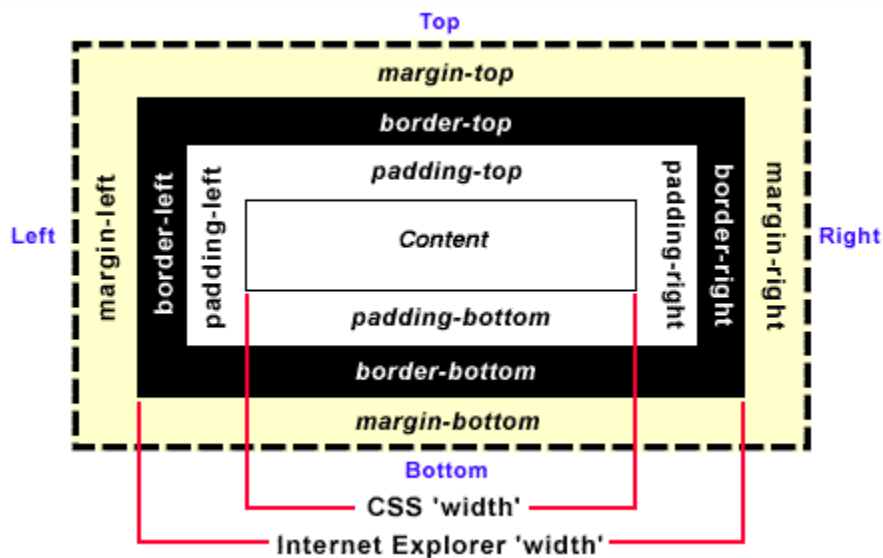 Top
margin-top
border-top
padding-top
Left
margin-left
border-left
padding-left
Content
padding-right
border-right
margin-right
Right
padding-bottom
border-bottom
margin-bottom
Bottom
CSS 'width'
Internet Explorer 'width'